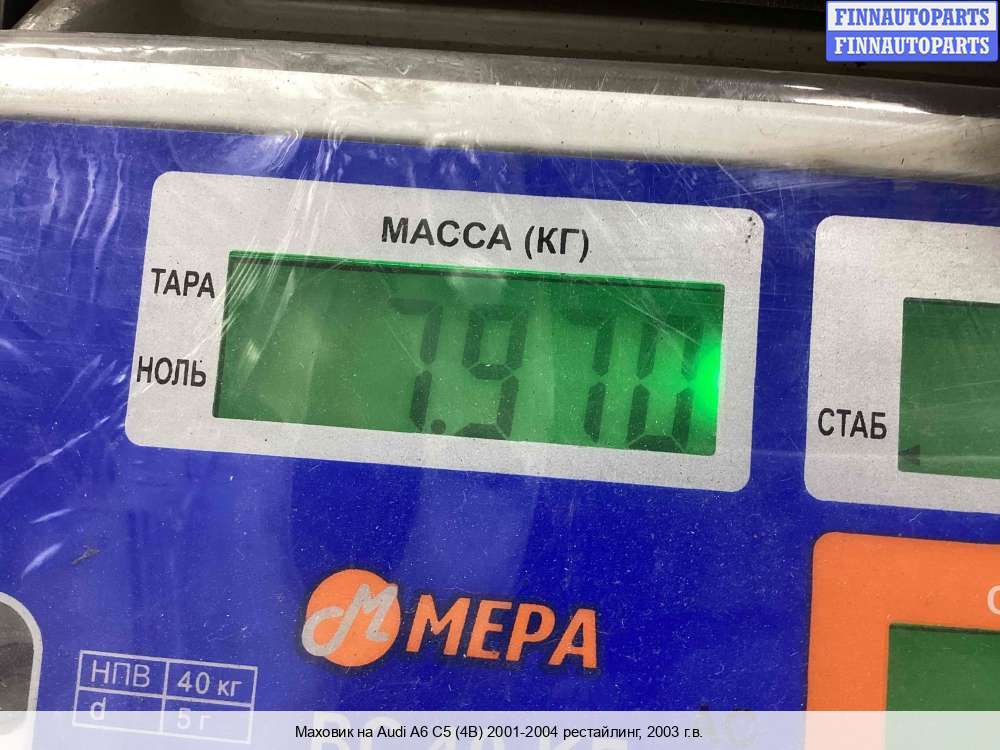 FINNAUTOPARTS
FINNAUTOPARTS
МАССА (КГ)
ТАРА
7.970
НОЛЬ
СТАБ
МЕРА
НПВ 40 кг
d 5 г
Маховик на Audi A6 C5 (4B) 2001-2004 рестайлинг, 2003 г.в.